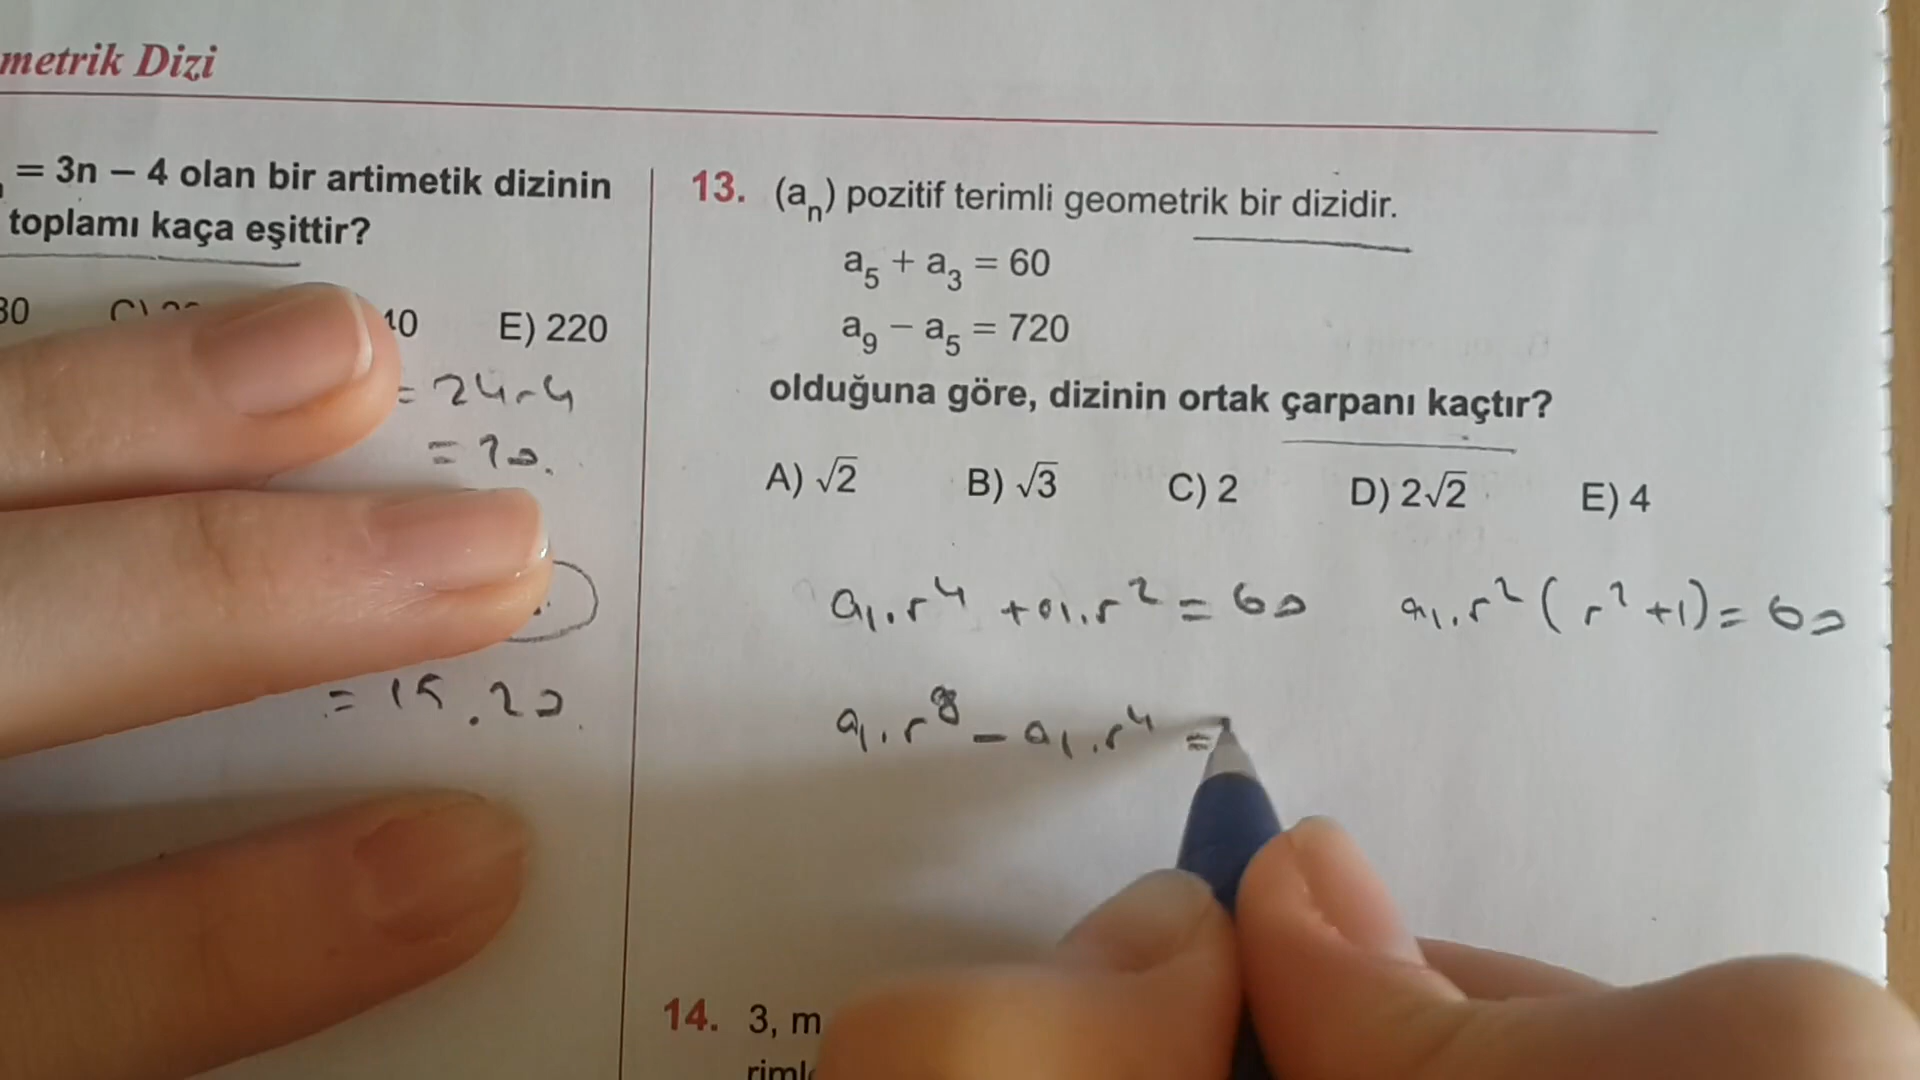 metrik Dizi
= 3n – 4 olan bir artimetik dizinin
toplamı kaça eşittir?
80 E) 220
= 24-4
= 20.
= 15.20.
13. (aₙ) pozitif terimli geometrik bir dizidir.
a₅ + a₃ = 60
a₉ – a₅ = 720
olduğuna göre, dizinin ortak çarpanı kaçtır?
A) √2 B) √3 C) 2 D) 2√2 E) 4
a₁.r⁴ + a₁.r² = 60 a₁.r² (r² + 1) = 60
a₁.r⁸ - a₁.r⁴ =
14. 3, m